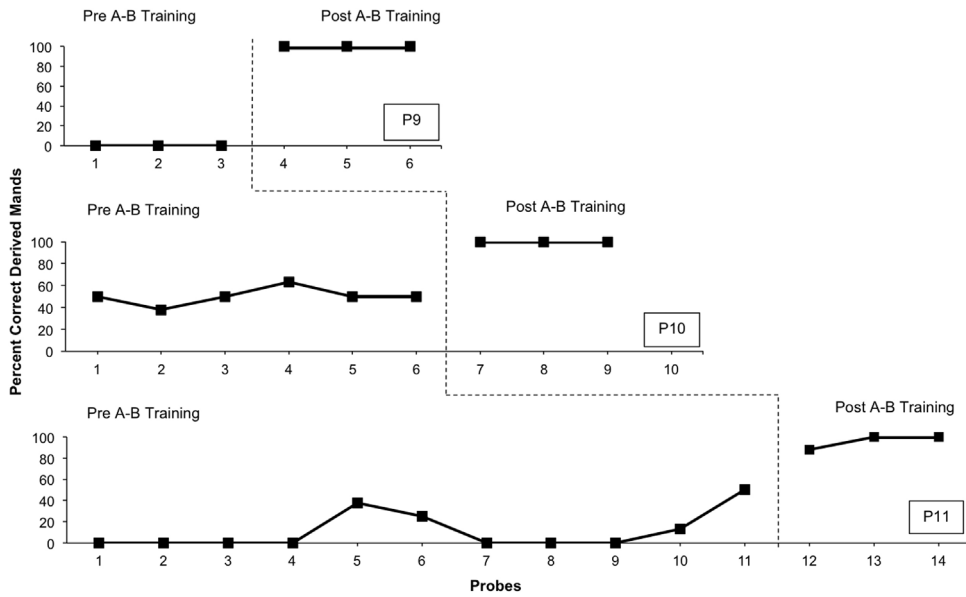 Pre A-B Training
Post A-B Training
100
80
60
40
20
0
P9
1 2 3 4 5 6
Pre A-B Training
Post A-B Training
100
80
60
40
20
0
P10
1 2 3 4 5 6 7 8 9 10
Percent Correct Derived Mands
Pre A-B Training
Post A-B Training
100
80
60
40
20
0
P11
1 2 3 4 5 6 7 8 9 10 11 12 13 14
Probes